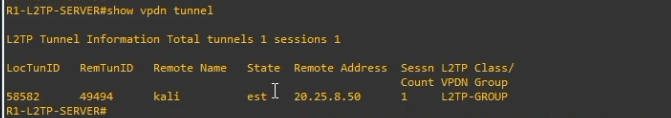 R1-L2TP-SERVER#show vpdn tunnel
L2TP Tunnel Information Total tunnels 1 sessions 1
LocTunID RemTunID Remote Name State Remote Address Sessn L2TP Class/
Count VPDN Group
58582 49494 kali est 20.25.8.50 1 L2TP-GROUP
R1-L2TP-SERVER#